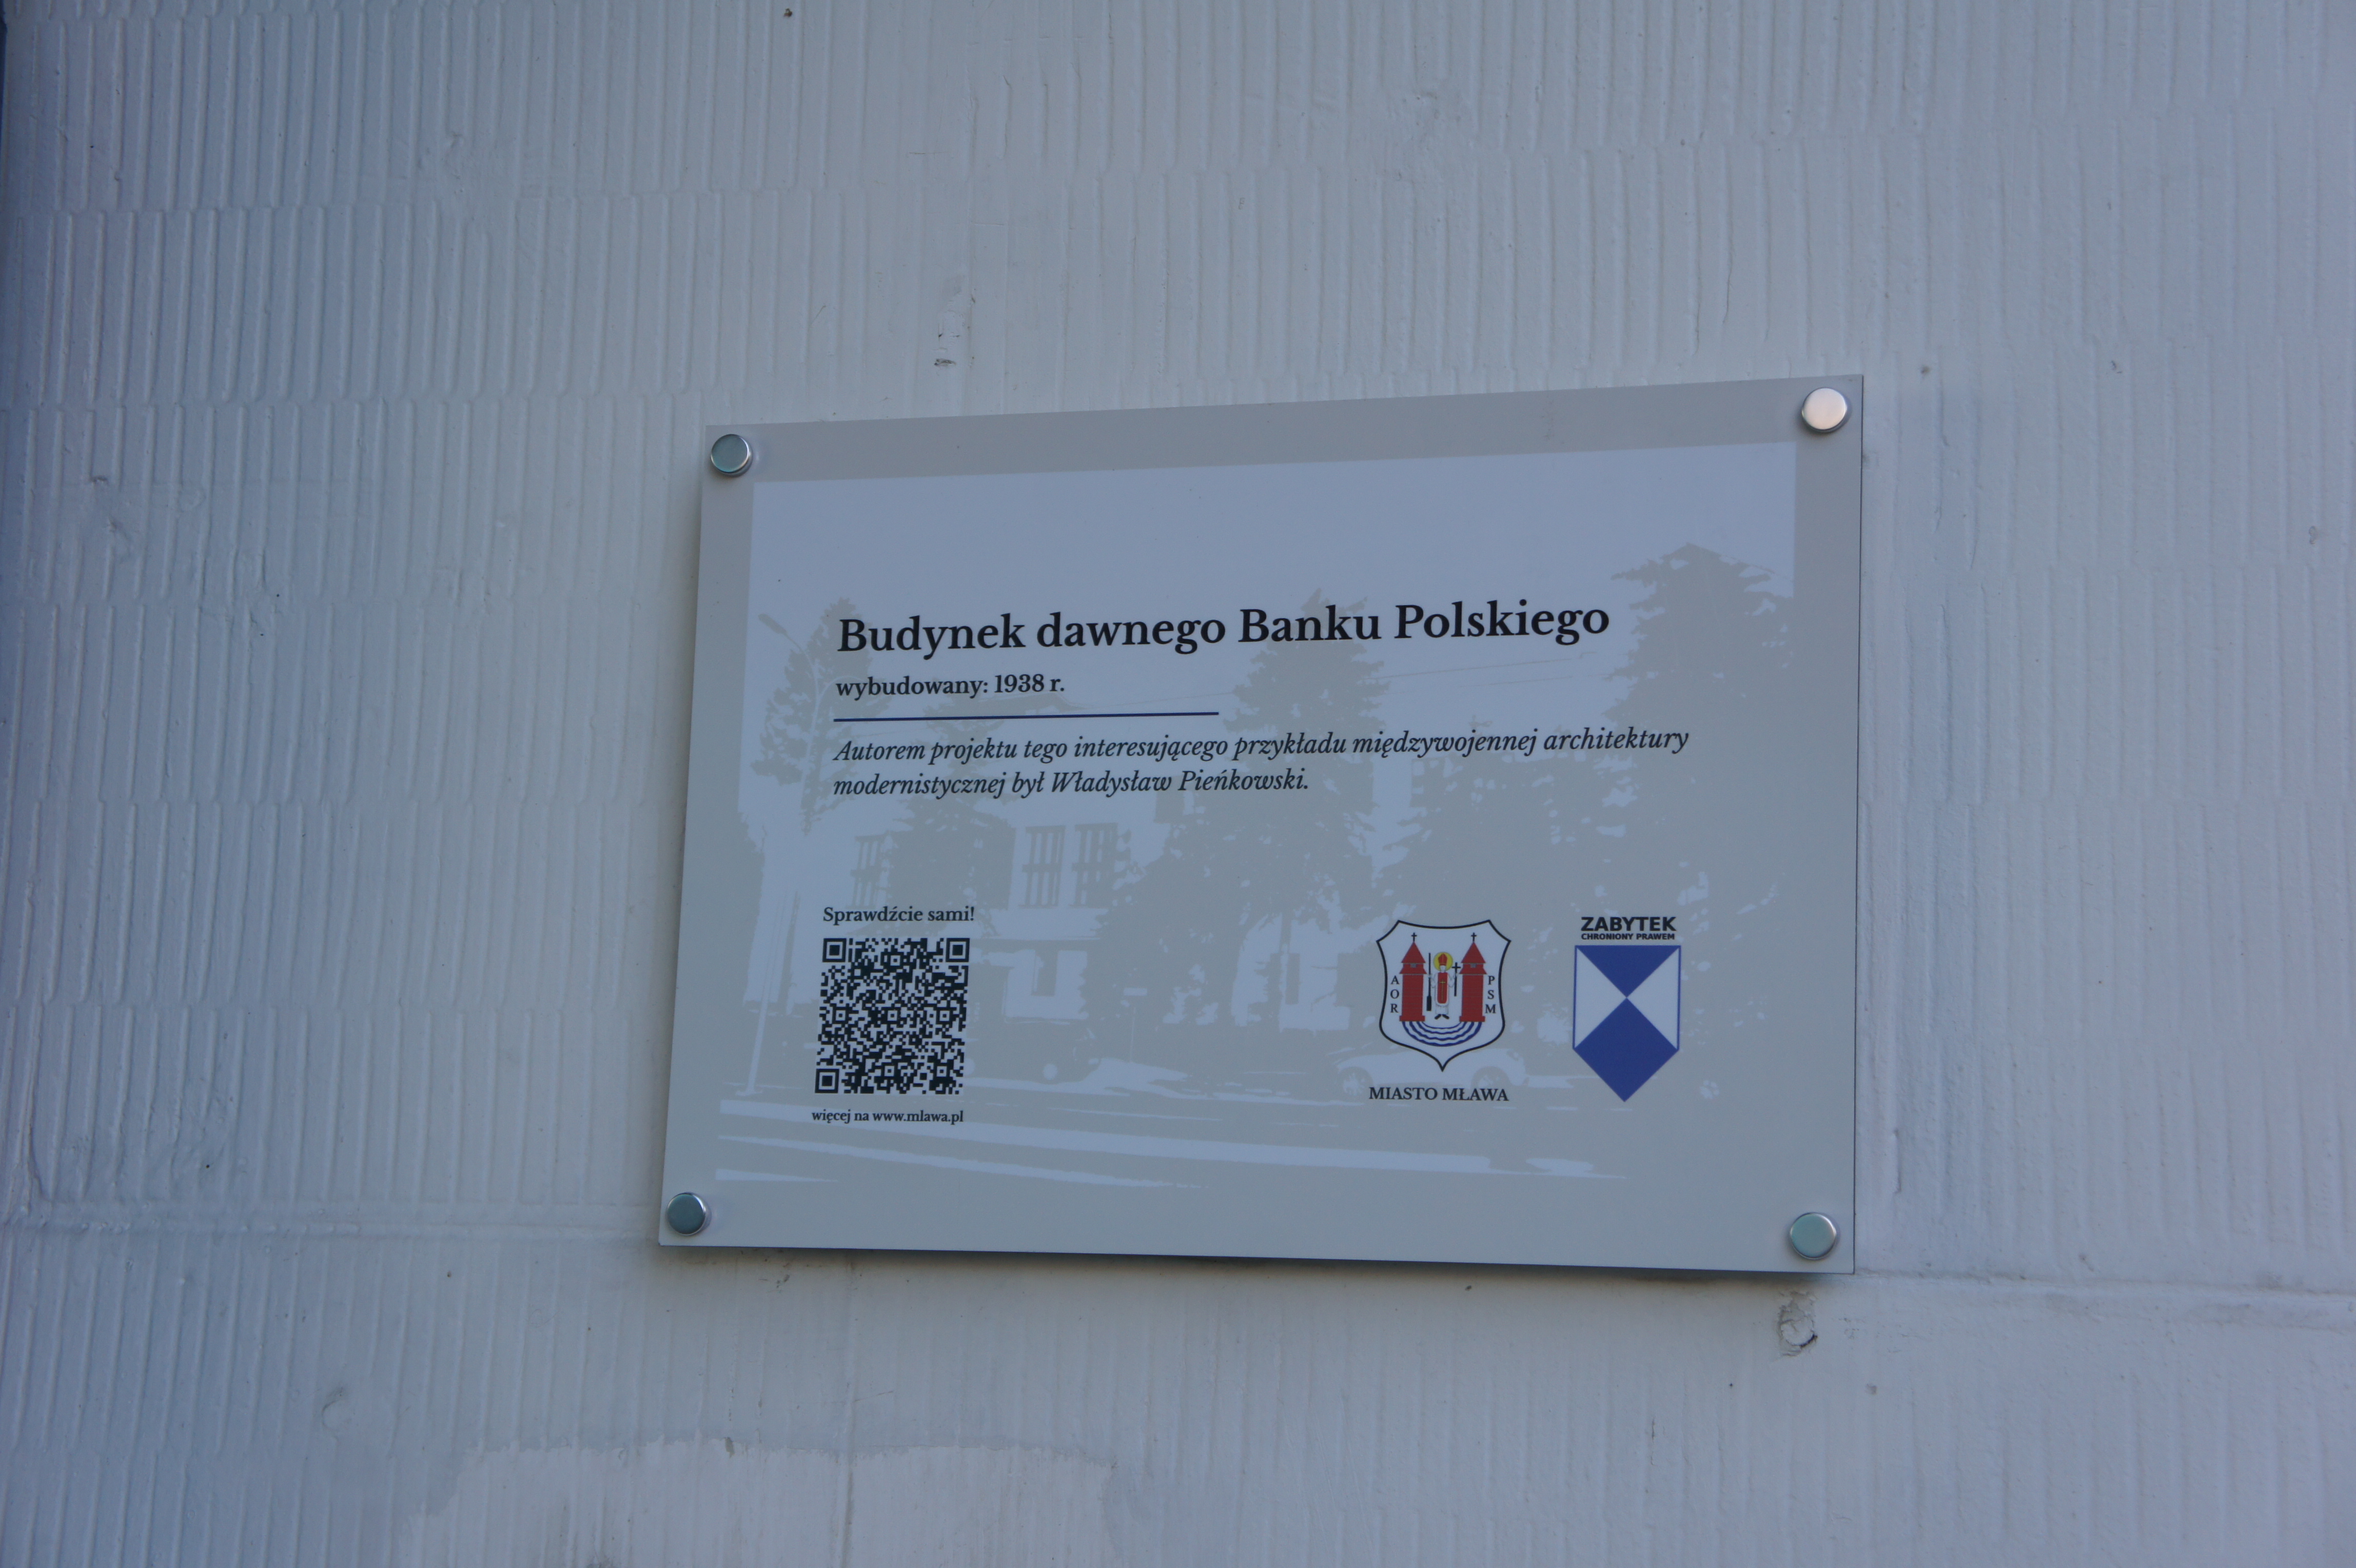 Budynek dawnego Banku Polskiego
wybudowany: 1938 r.
Autorem projektu tego interesującego przykładu międzywojennej architektury
modernistycznej był Władysław Pieńkowski.
Sprawdźcie sami!
więcej na www.mlawa.pl
A
O
R
P
S
M
MIASTO MŁAWA
ZABYTEK
CHRONIONY PRAWEM